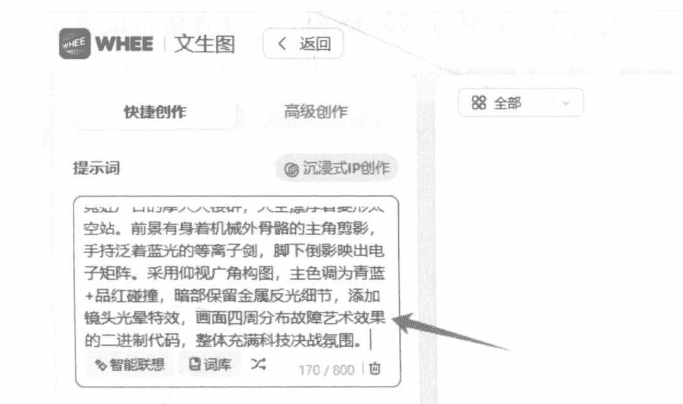 WHEE 文生图 く 返回
快捷创作 高级创作
全部
提示词 沉浸式IP创作
空站。前景有身着机械外骨骼的主角剪影，
手持泛着蓝光的等离子剑，脚下倒影映出电
子矩阵。采用仰视广角构图，主色调为青蓝
+品红碰撞，暗部保留金属反光细节，添加
镜头光晕特效，画面四周分布故障艺术效果
的二进制代码，整体充满科技决战氛围。
智能联想 词库 170 / 800